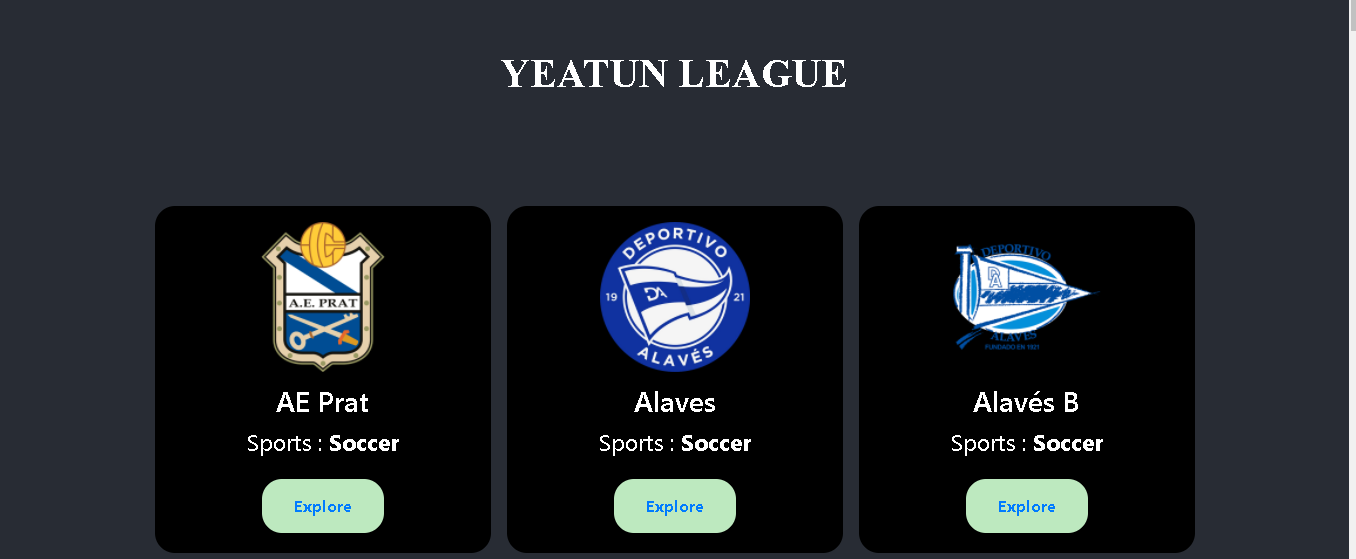 YEATUN LEAGUE
A.E. PRAT
DEPORTIVO
19 DA 21
ALAVÉS
DEPORTIVO
DA
ALAVES
FUNDADO EN 1921
AE Prat
Alaves
Alavés B
Sports : Soccer
Sports : Soccer
Sports : Soccer
Explore
Explore
Explore